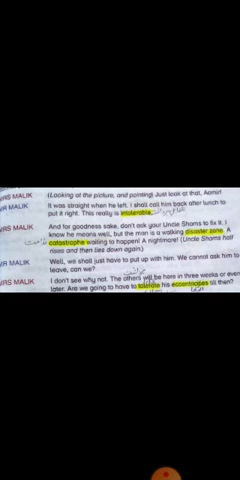 MRS MALIK (Looking at the picture, and pointing) Just look at that, Aamir!
MR MALIK It was straight when he left. I shall call him back after lunch to
put it right. This really is intolerable.
MRS MALIK And for goodness sake, don't ask your Uncle Shams to fix it. I
know he means well, but the man is a walking disaster zone. A
catastrophe waiting to happen! A nightmare! (Uncle Shams half
rises and then lies down again.)
MR MALIK Well, we shall just have to put up with him. We cannot ask him to
leave, can we?
MRS MALIK I don't see why not. The others will be here in three weeks or even
later. Are we going to have to tolerate his eccentricities till then?